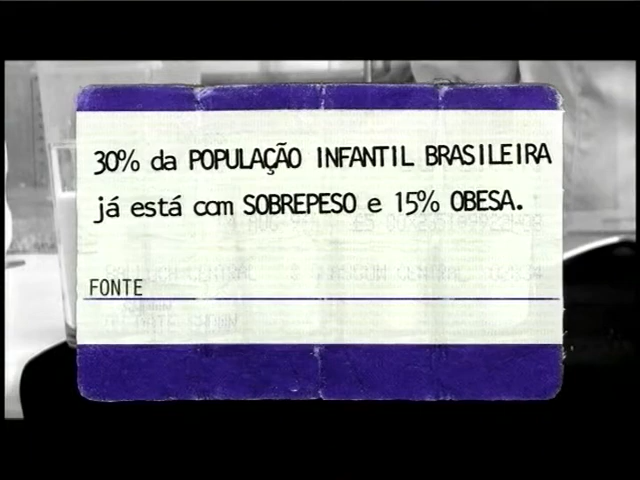 30% da POPULAÇÃO INFANTIL BRASILEIRA
já está com SOBREPESO e 15% OBESA.
FONTE